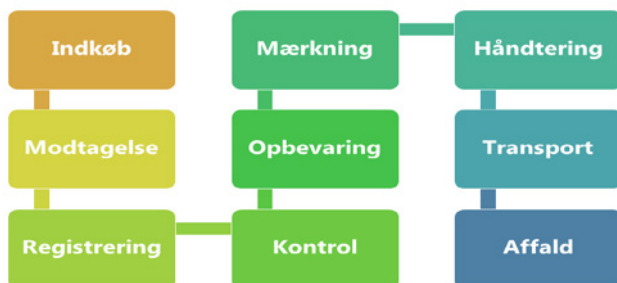 Indkøb
Modtagelse
Registrering
Kontrol
Opbevaring
Mærkning
Håndtering
Transport
Affald